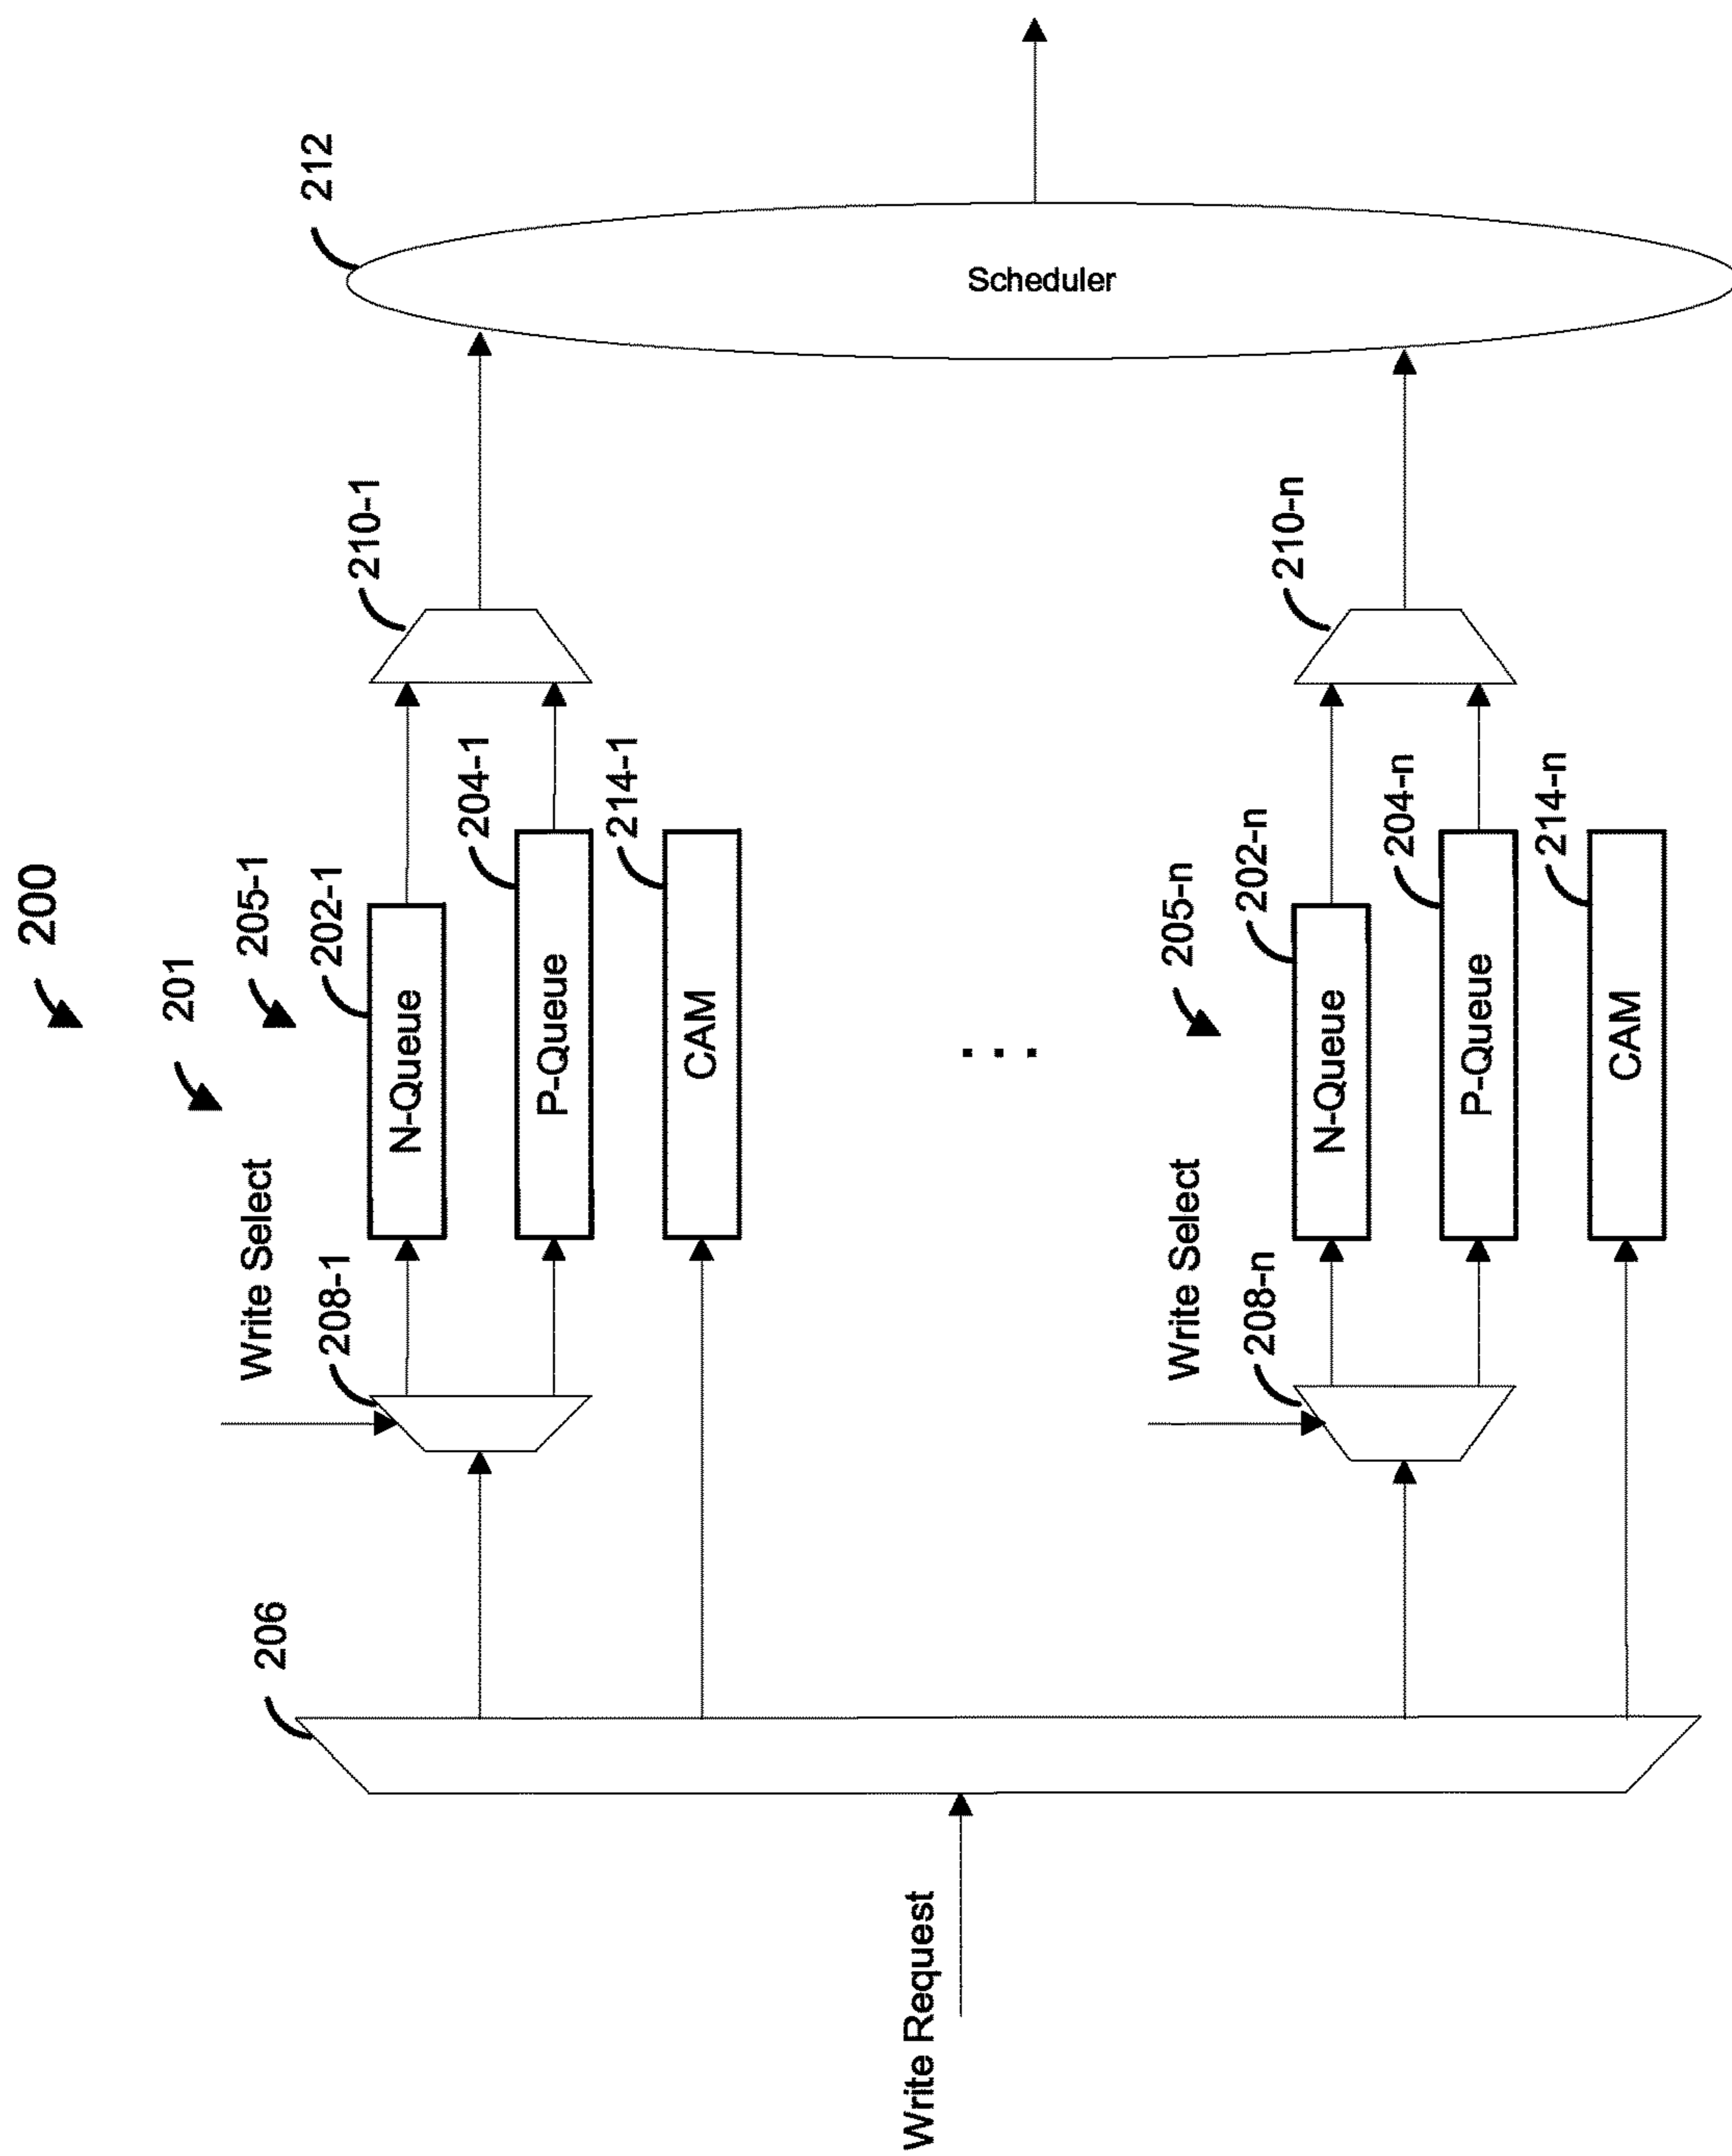 200
201
205-1
212
Write Select
202-1
210-1
206
208-1
N-Queue
204-1
P-Queue
214-1
CAM
Scheduler
Write Request
. . .
205-n
Write Select
202-n
210-n
208-n
N-Queue
204-n
P-Queue
214-n
CAM